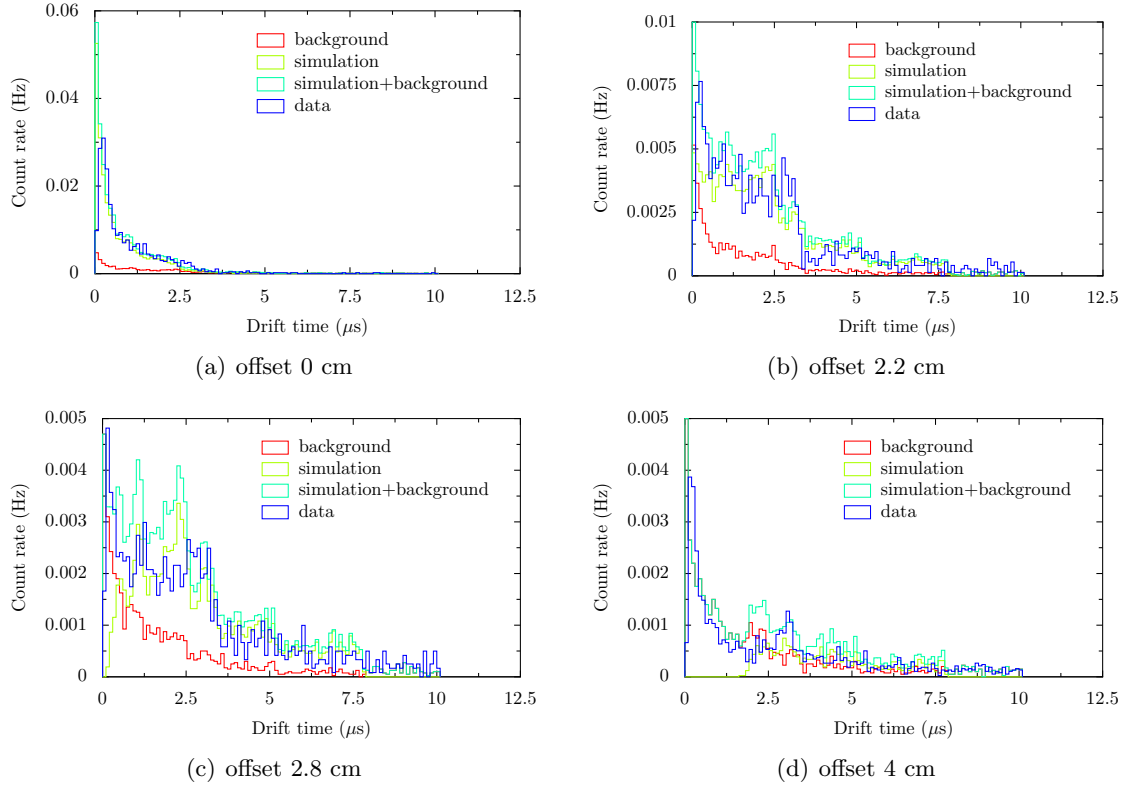 0.06
0.04
0.02
0
Count rate (Hz)
background
simulation
simulation+background
data
0 2.5 5 7.5 10 12.5
Drift time (μs)
(a) offset 0 cm
0.01
0.0075
0.005
0.0025
0
Count rate (Hz)
background
simulation
simulation+background
data
0 2.5 5 7.5 10 12.5
Drift time (μs)
(b) offset 2.2 cm
0.005
0.004
0.003
0.002
0.001
0
Count rate (Hz)
background
simulation
simulation+background
data
0 2.5 5 7.5 10 12.5
Drift time (μs)
(c) offset 2.8 cm
0.005
0.004
0.003
0.002
0.001
0
Count rate (Hz)
background
simulation
simulation+background
data
0 2.5 5 7.5 10 12.5
Drift time (μs)
(d) offset 4 cm